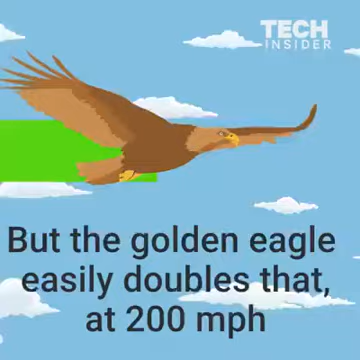 TECH
INSIDER
But the golden eagle
easily doubles that,
at 200 mph